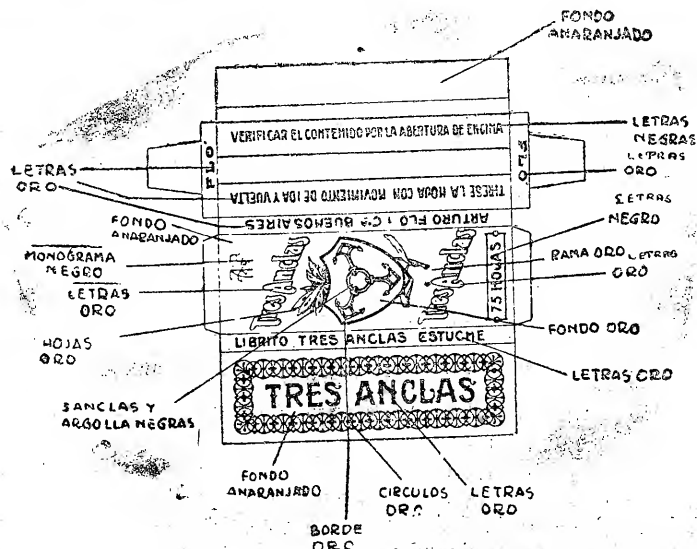 FONDO
ANARANJADO
VERIFICAR EL CONTENIDO POR LA ABERTURA DE ENCIMA
LETRAS
NEGRAS
LETRAS
ORO
FLO
075
LETRAS
ORO
TIRESE LA HOJA CON MOVIMIENTO DE IDA Y VUELTA
ARTURO FLO Y Cª BUENOS AIRES
LETRAS
NEGRO
FONDO
ANARANJADO
MONOGRAMA
NEGRO
LETRAS
ORO
Tres Anclas
Tres Anclas
75 HOJAS
RAMA ORO
LETRAS
ORO
HOJAS
ORO
FONDO ORO
LIBRITO TRES ANCLAS ESTUCHE
LETRAS ORO
TRES ANCLAS
3 ANCLAS Y
ARGOLLA NEGRAS
FONDO
ANARANJADO
CIRCULOS
ORO
LETRAS
ORO
BORDE
ORO